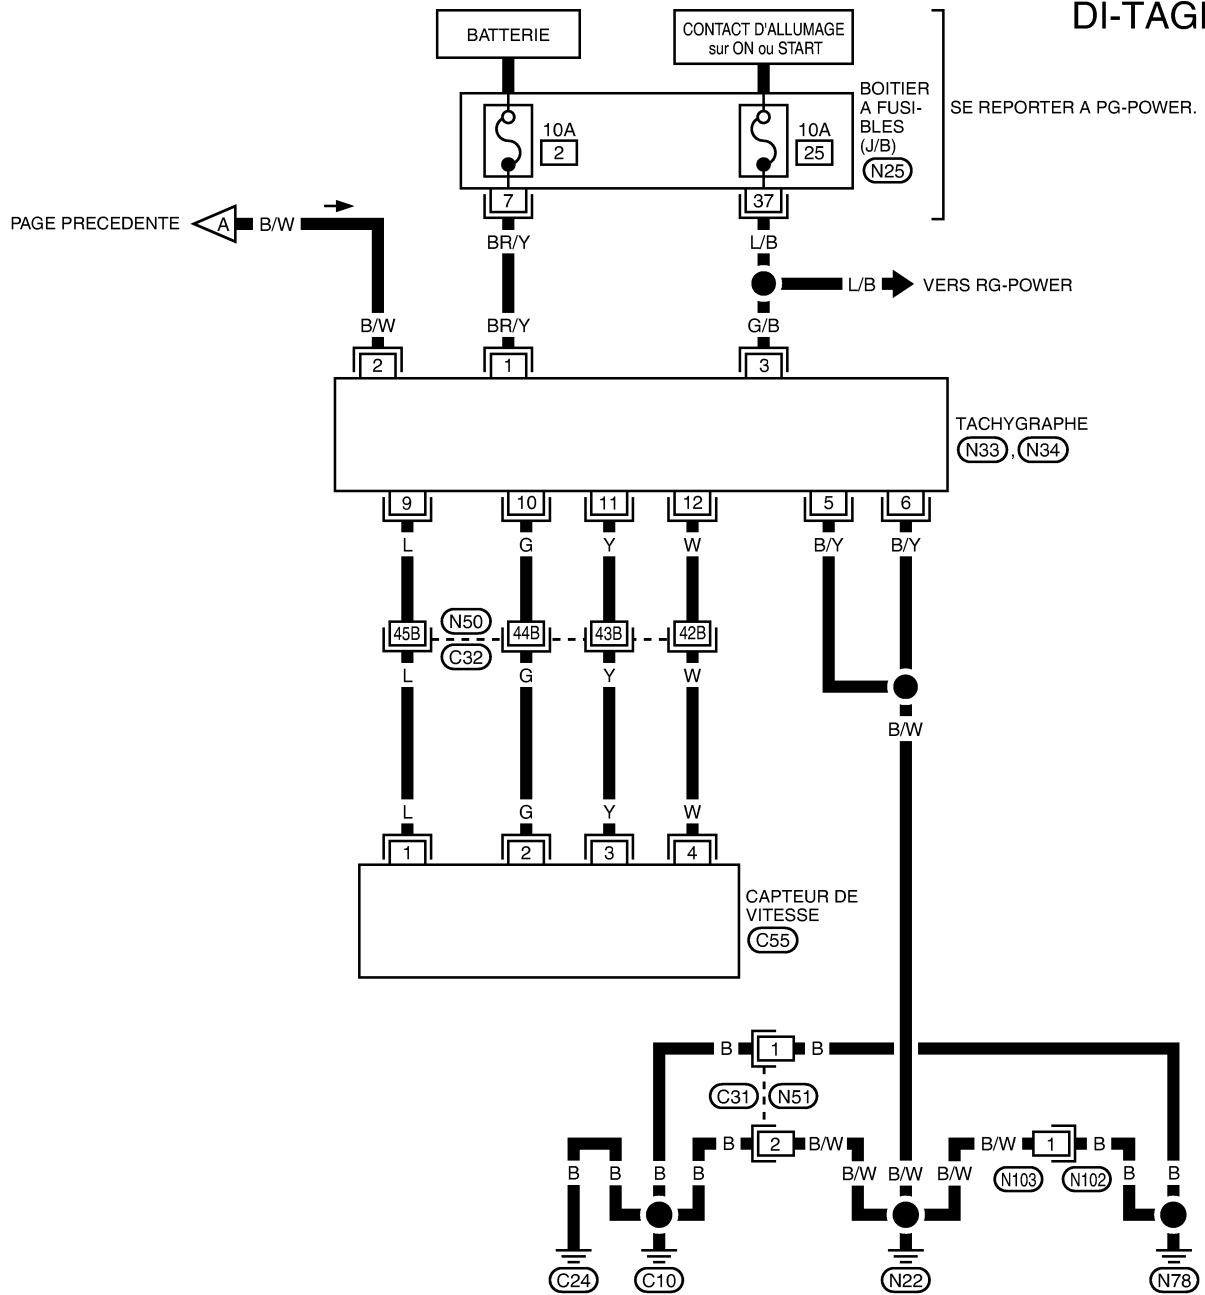 DI-TAGI
BATTERIE
CONTACT D'ALLUMAGE
sur ON ou START
BOITIER
A FUSI-
BLES
(J/B)
N25
SE REPORTER A PG-POWER.
10A
2
10A
25
7
37
PAGE PRECEDENTE
A
B/W
BR/Y
L/B
L/B
VERS RG-POWER
B/W
BR/Y
G/B
2
1
3
TACHYGRAPHE
N33 , N34
9
10
11
12
5
6
L
G
Y
W
B/Y
B/Y
45B
N50
C32
44B
43B
42B
L
G
Y
W
B/W
L
G
Y
W
1
2
3
4
CAPTEUR DE
VITESSE
C55
B
1
B
C31
N51
B
2
B/W
B/W
1
B
N103
N102
B
B
B
B
B/W
B/W
B/W
B
B
C24
C10
N22
N78